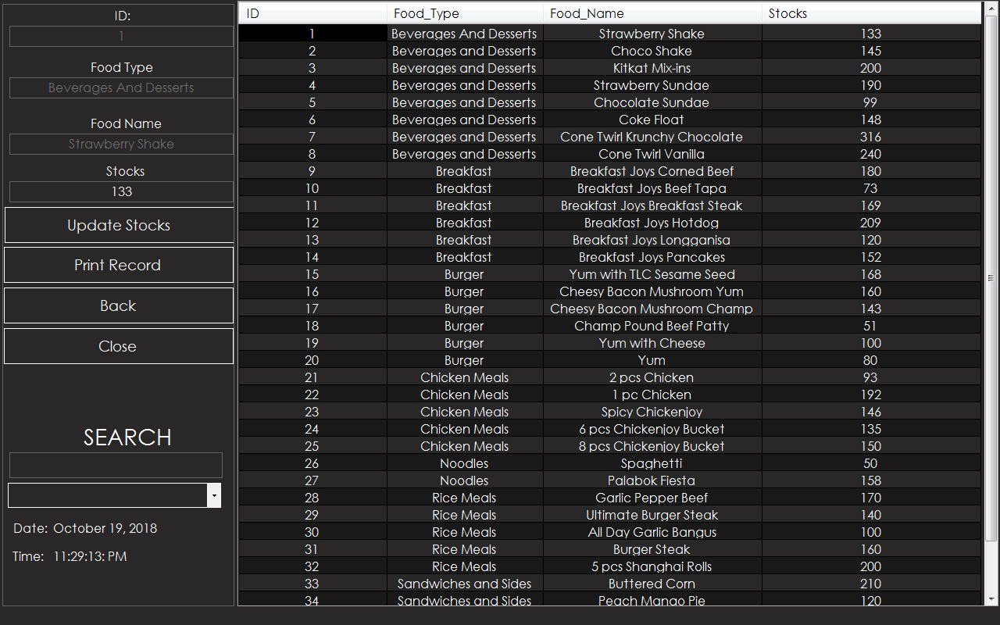 ID:
1
Food Type
Beverages And Desserts
Food Name
Strawberry Shake
Stocks
133
Update Stocks
Print Record
Back
Close
SEARCH
Date: October 19, 2018
Time: 11:29:13: PM
ID Food_Type Food_Name Stocks
1 Beverages And Desserts Strawberry Shake 133
2 Beverages and Desserts Choco Shake 145
3 Beverages and Desserts Kitkat Mix-ins 200
4 Beverages and Desserts Strawberry Sundae 190
5 Beverages and Desserts Chocolate Sundae 99
6 Beverages and Desserts Coke Float 148
7 Beverages and Desserts Cone Twirl Krunchy Chocolate 316
8 Beverages and Desserts Cone Twirl Vanilla 240
9 Breakfast Breakfast Joys Corned Beef 180
10 Breakfast Breakfast Joys Beef Tapa 73
11 Breakfast Breakfast Joys Breakfast Steak 169
12 Breakfast Breakfast Joys Hotdog 209
13 Breakfast Breakfast Joys Longganisa 120
14 Breakfast Breakfast Joys Pancakes 152
15 Burger Yum with TLC Sesame Seed 168
16 Burger Cheesy Bacon Mushroom Yum 160
17 Burger Cheesy Bacon Mushroom Champ 143
18 Burger Champ Pound Beef Patty 51
19 Burger Yum with Cheese 100
20 Burger Yum 80
21 Chicken Meals 2 pcs Chicken 93
22 Chicken Meals 1 pc Chicken 192
23 Chicken Meals Spicy Chickenjoy 146
24 Chicken Meals 6 pcs Chickenjoy Bucket 135
25 Chicken Meals 8 pcs Chickenjoy Bucket 150
26 Noodles Spaghetti 50
27 Noodles Palabok Fiesta 158
28 Rice Meals Garlic Pepper Beef 170
29 Rice Meals Ultimate Burger Steak 140
30 Rice Meals All Day Garlic Bangus 100
31 Rice Meals Burger Steak 160
32 Rice Meals 5 pcs Shanghai Rolls 200
33 Sandwiches and Sides Buttered Corn 210
34 Sandwiches and Sides Peach Mango Pie 120